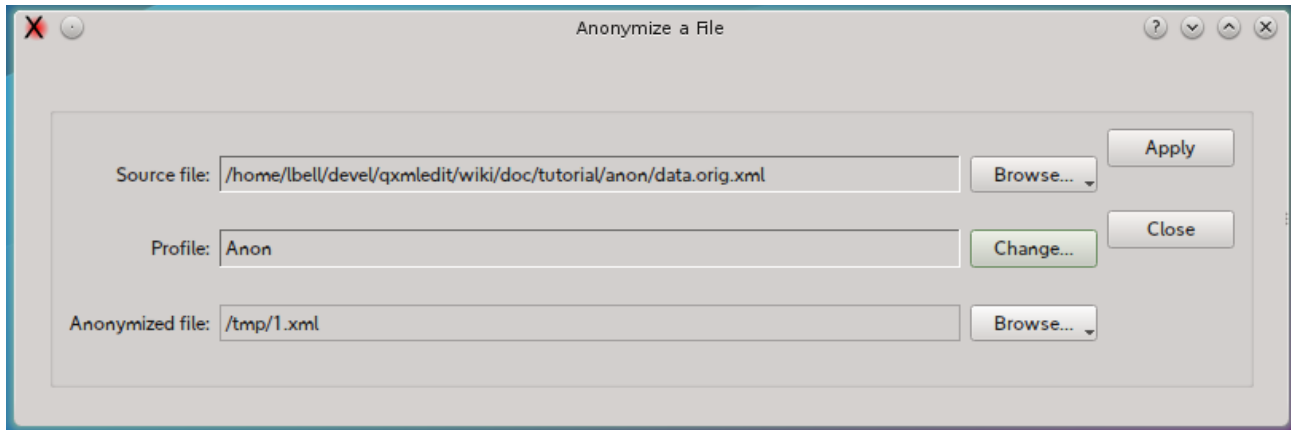 Anonymize a File
Source file: /home/lbell/devel/qxmledit/wiki/doc/tutorial/anon/data.orig.xml Browse... Apply
Profile: Anon Change... Close
Anonymized file: /tmp/1.xml Browse...